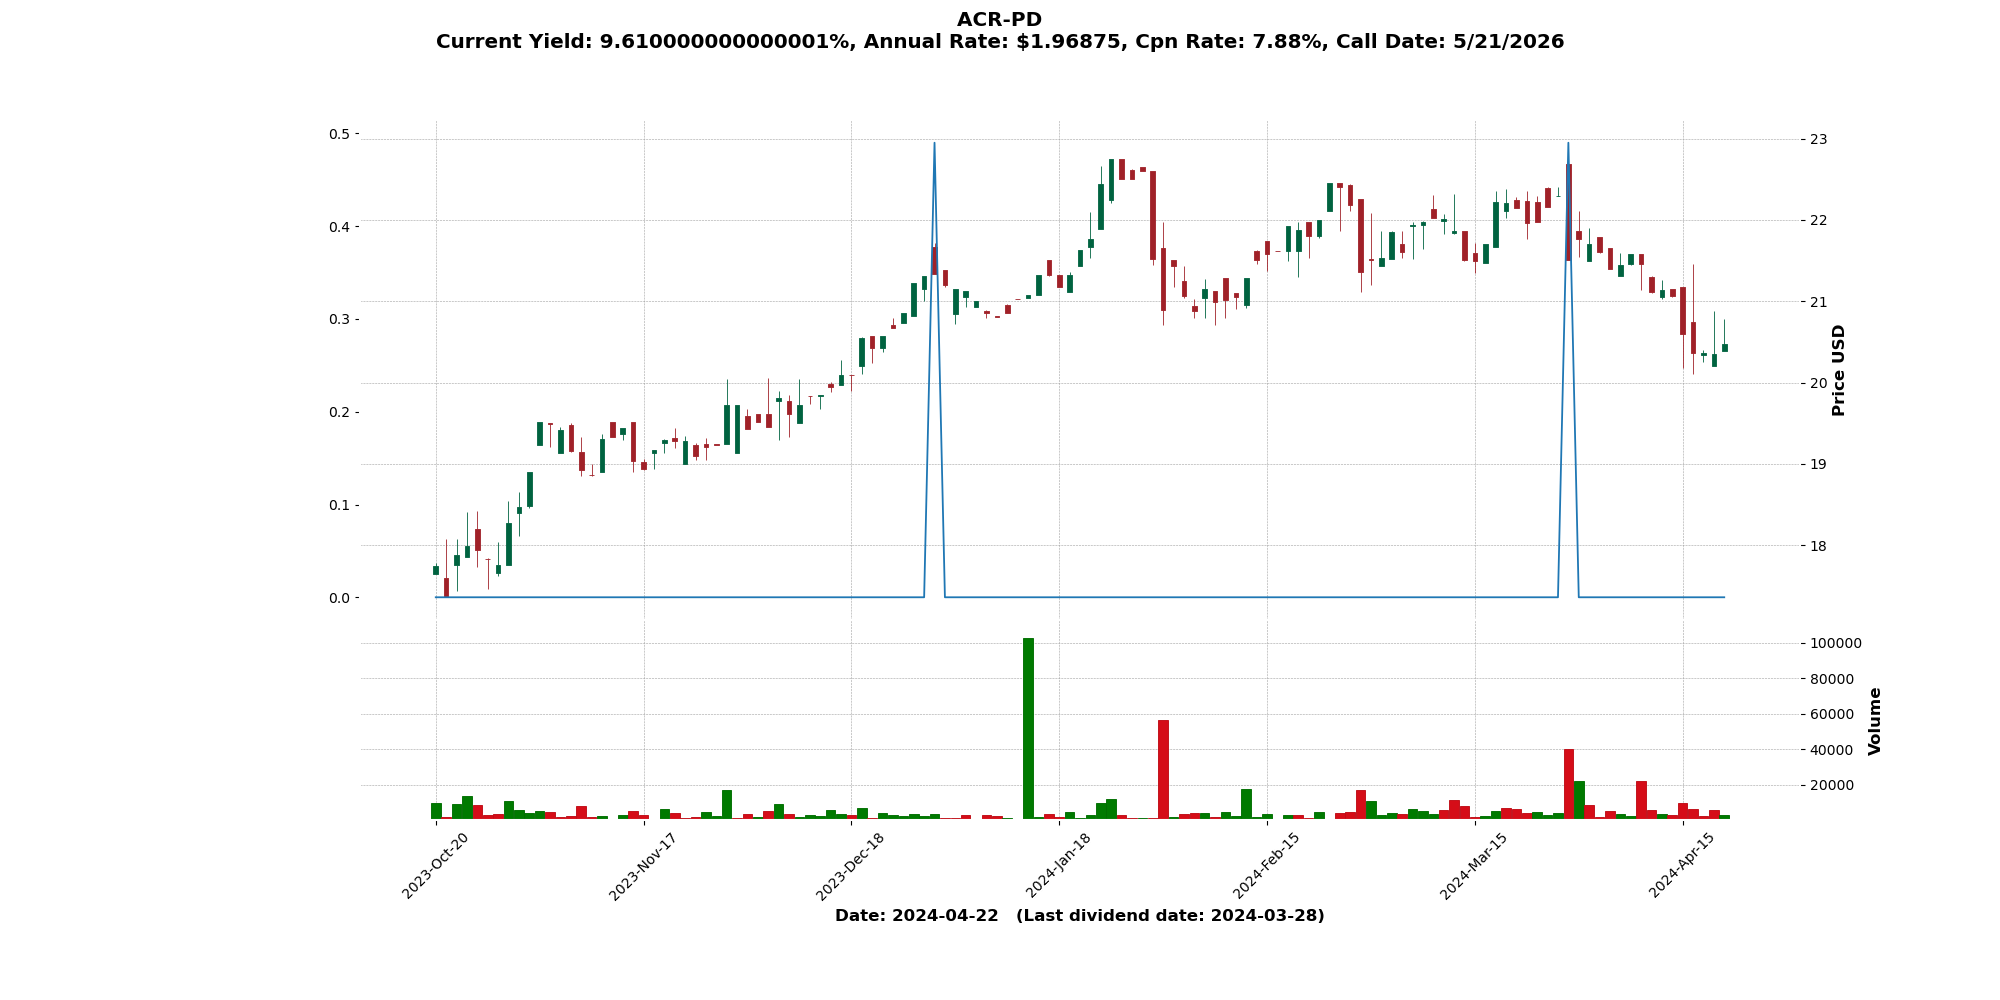 ACR-PD
Current Yield: 9.610000000000001%, Annual Rate: $1.96875, Cpn Rate: 7.88%, Call Date: 5/21/2026
0.5
0.4
0.3
0.2
0.1
0.0
23
22
21
20
19
18
Price USD
100000
80000
60000
40000
20000
Volume
2023-Oct-20
2023-Nov-17
2023-Dec-18
2024-Jan-18
2024-Feb-15
2024-Mar-15
2024-Apr-15
Date: 2024-04-22 (Last dividend date: 2024-03-28)